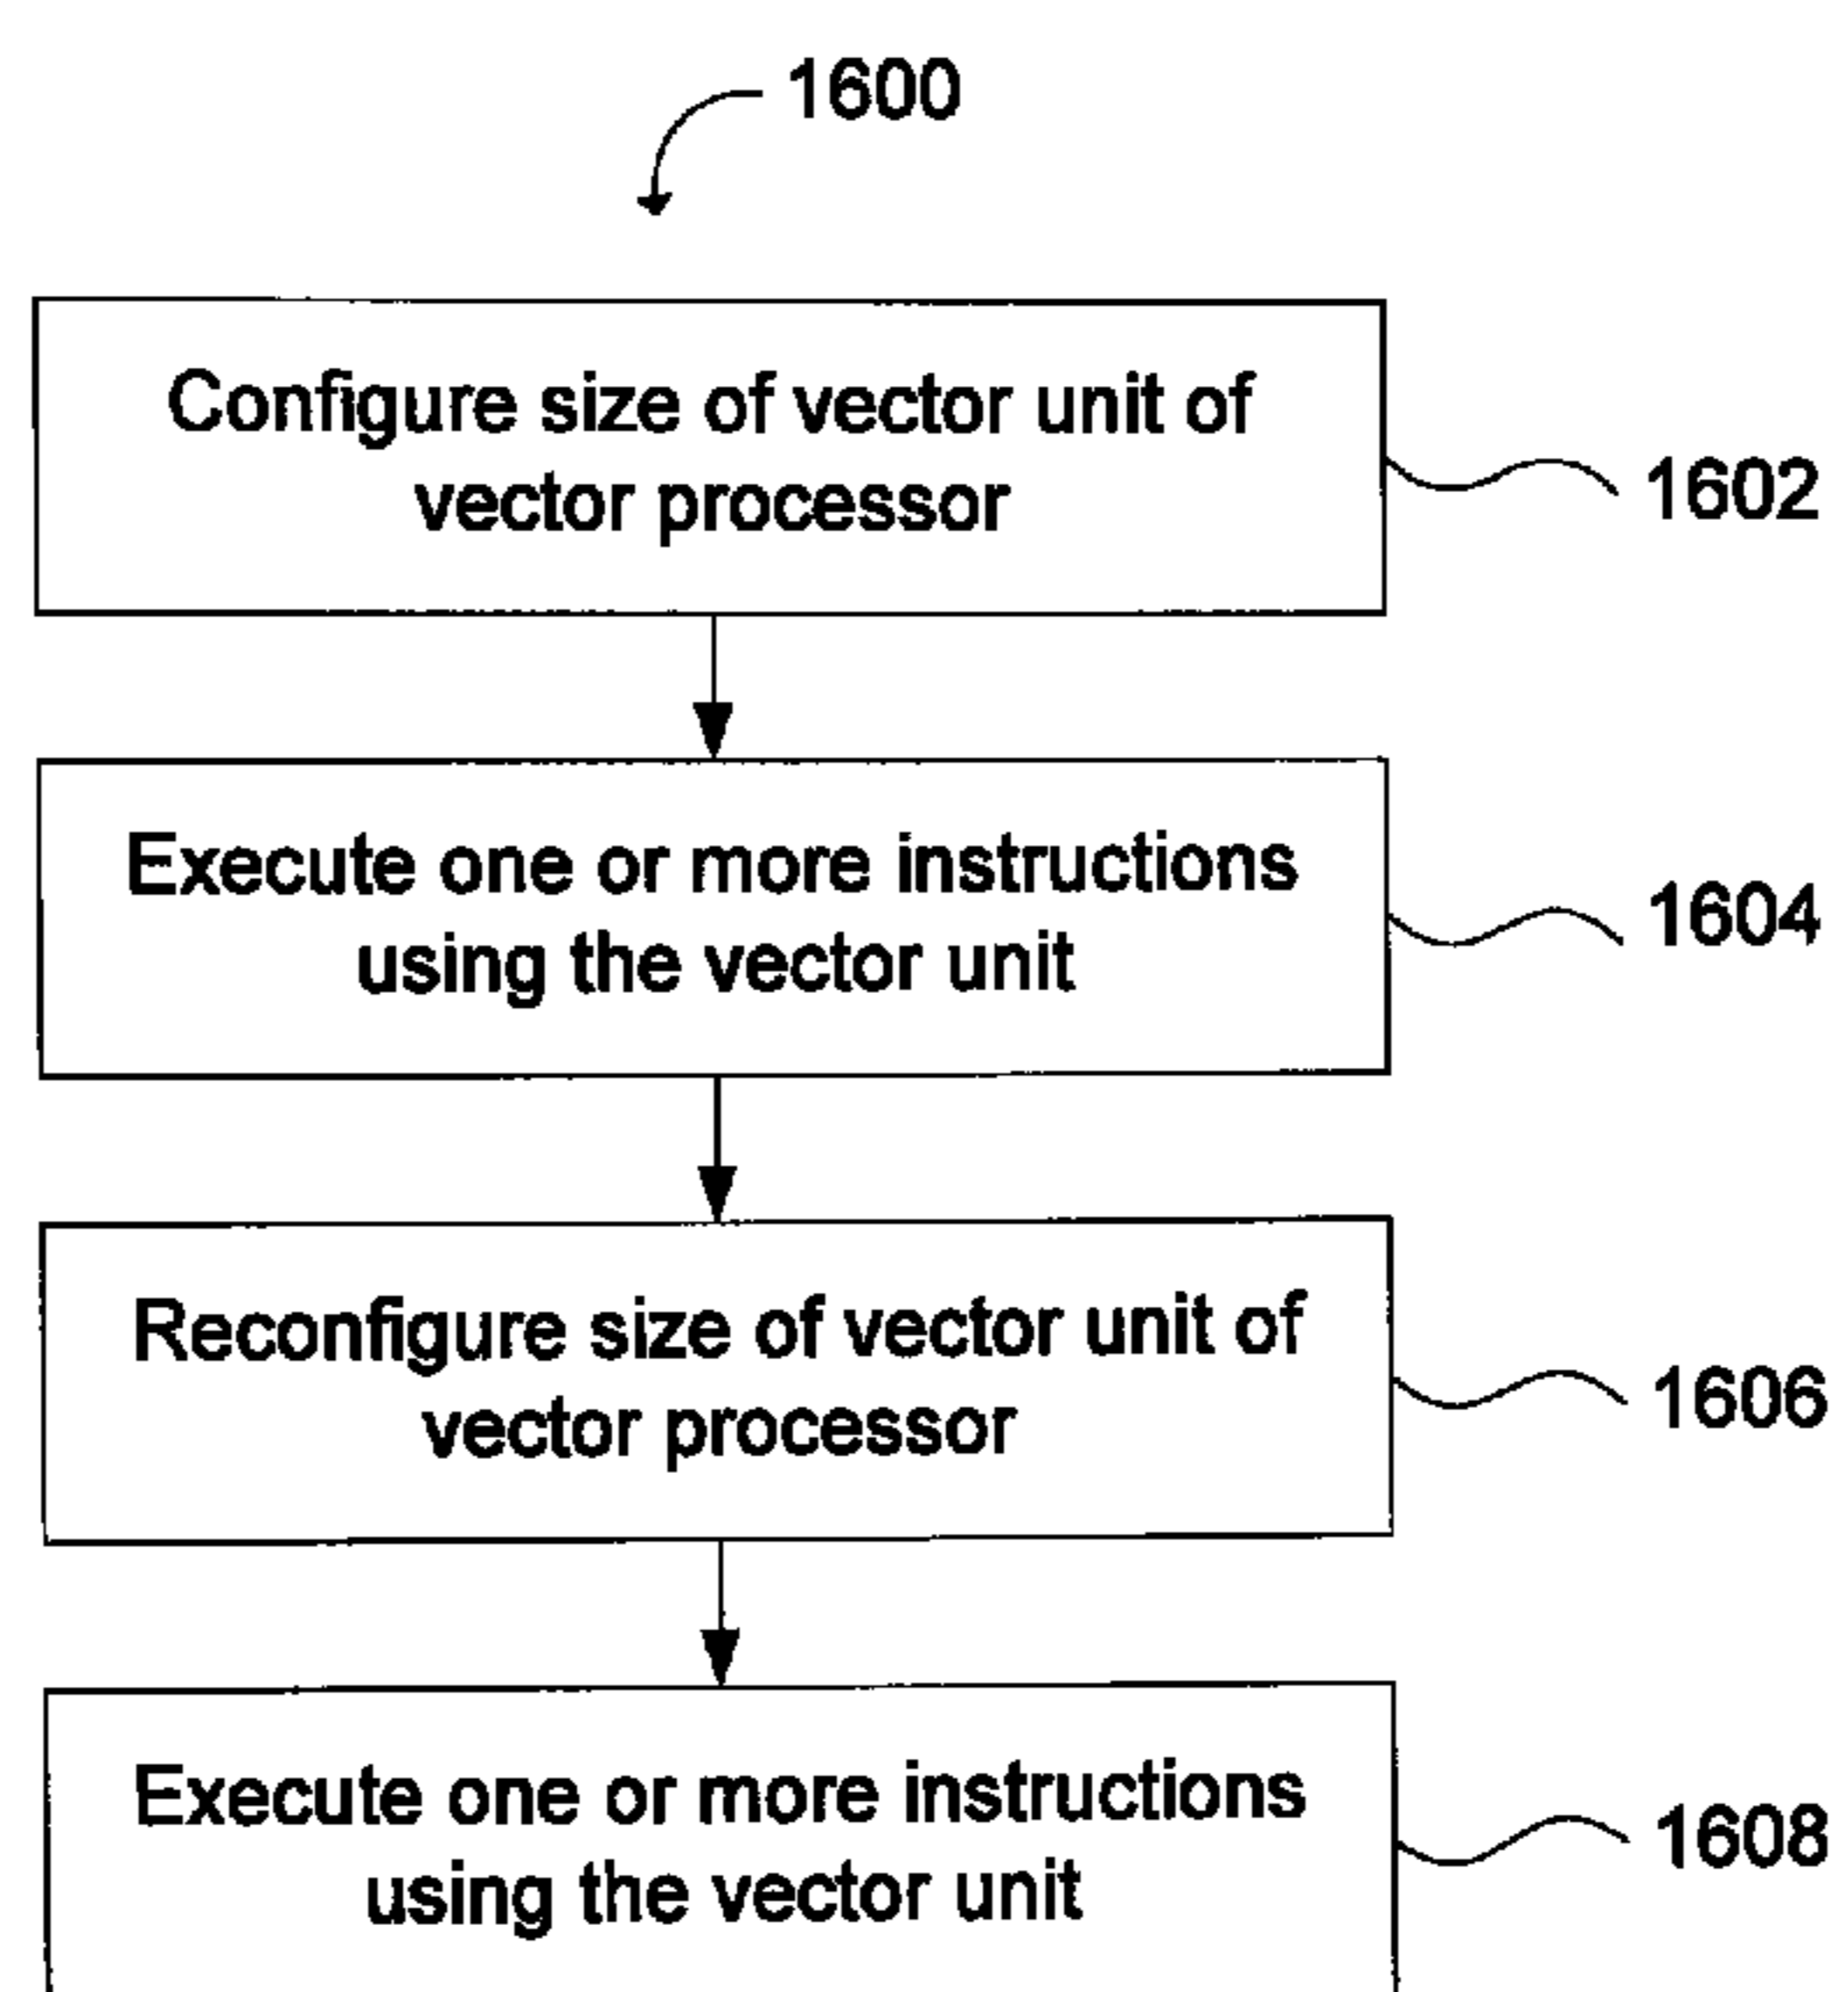 1600
Configure size of vector unit of
vector processor
1602
Execute one or more instructions
using the vector unit
1604
Reconfigure size of vector unit of
vector processor
1606
Execute one or more instructions
using the vector unit
1608